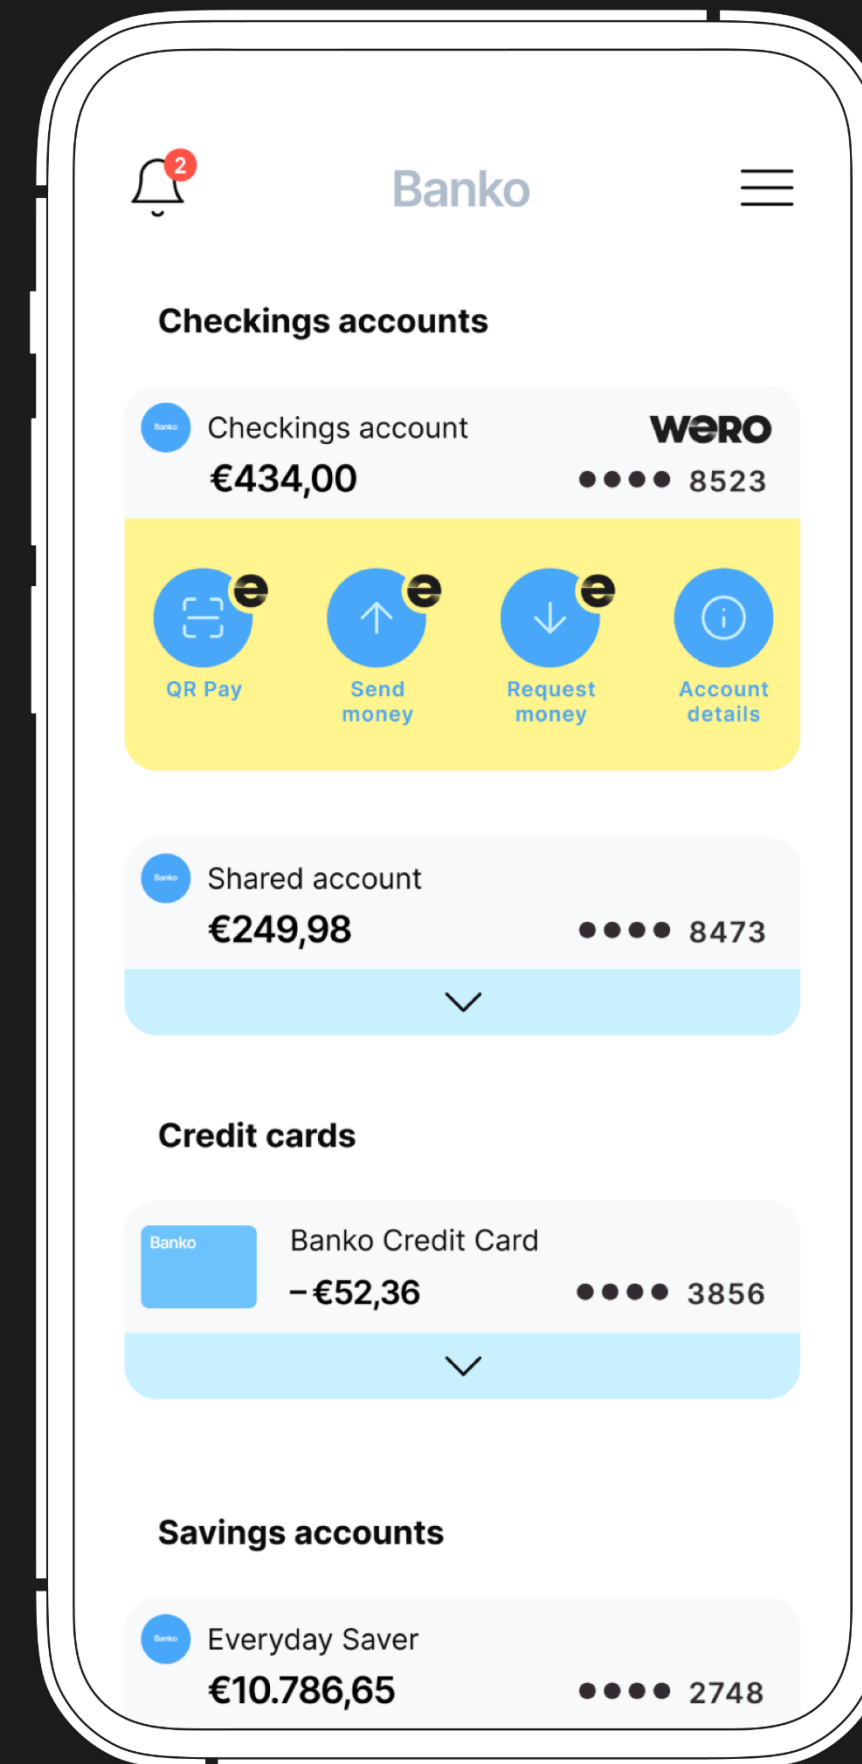 2
Banko
Checkings accounts
Banko
Checkings account
wero
€434,00
8523
e
e
e
QR Pay
Send
money
Request
money
Account
details
Banko
Shared account
€249,98
8473
Credit cards
Banko
Banko Credit Card
–€52,36
3856
Savings accounts
Banko
Everyday Saver
€10.786,65
2748